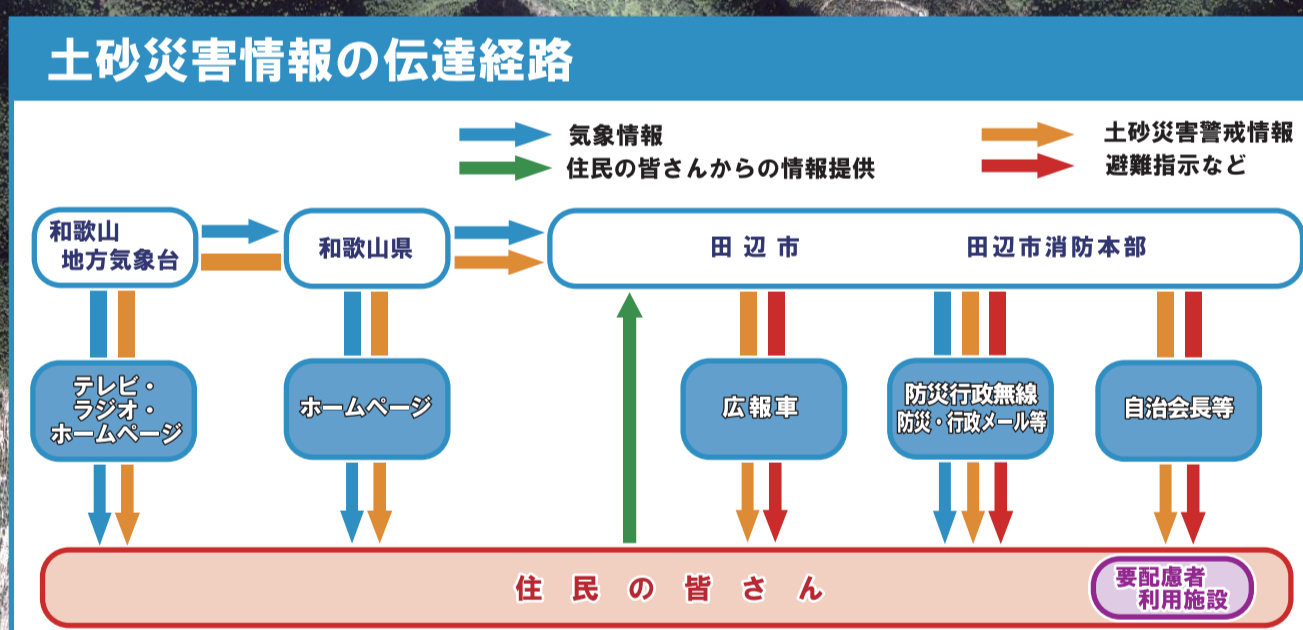 土砂災害情報の伝達経路
気象情報
土砂災害警戒情報
住民の皆さんからの情報提供
避難指示など
和歌山
地方気象台
和歌山県
田辺市
田辺市消防本部
テレビ・
ラジオ・
ホームページ
ホームページ
広報車
防災行政無線
防災・行政メール等
自治会長等
住民の皆さん
要配慮者
利用施設